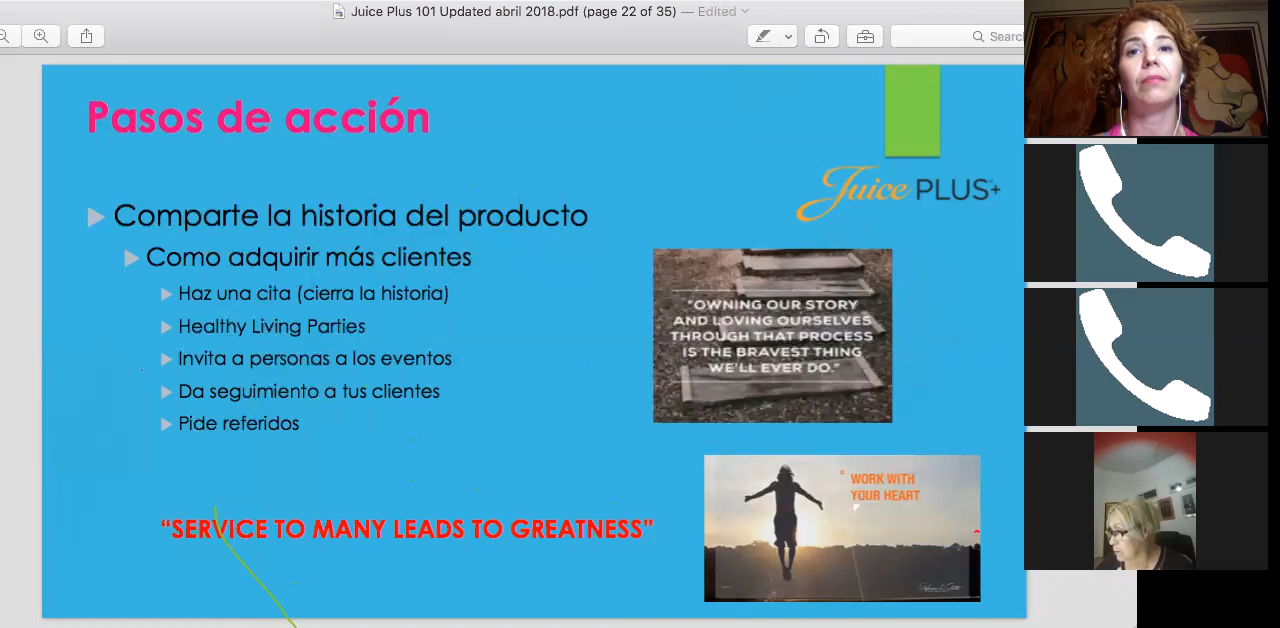 Juice Plus 101 Updated abril 2018.pdf (page 22 of 35) — Edited
Search
Pasos de acción
Juice PLUS+
Comparte la historia del producto
Como adquirir más clientes
Haz una cita (cierra la historia)
Healthy Living Parties
Invita a personas a los eventos
Da seguimiento a tus clientes
Pide referidos
"OWNING OUR STORY
AND LOVING OURSELVES
THROUGH THAT PROCESS
IS THE BRAVEST THING
WE'LL EVER DO."
WORK WITH
YOUR HEART
“SERVICE TO MANY LEADS TO GREATNESS”